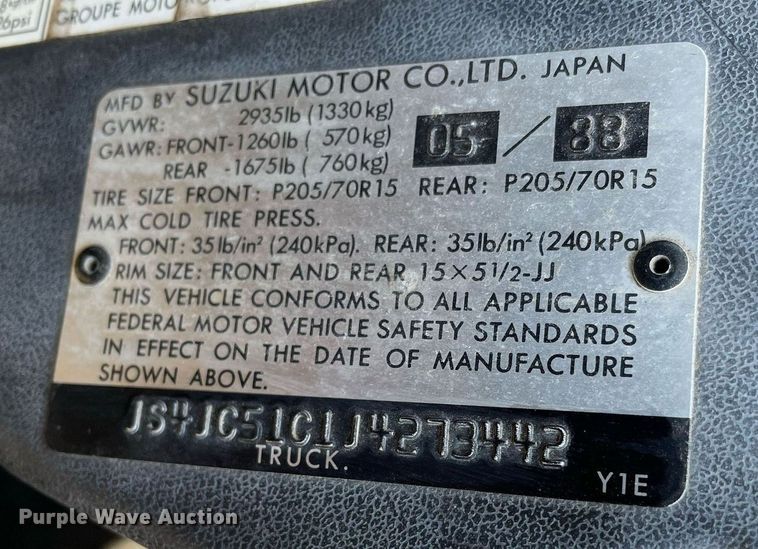 6psi
GROUPE MOTO
MFD BY SUZUKI MOTOR CO.,LTD. JAPAN
GVWR: 2935lb (1330kg)
GAWR: FRONT-1260lb ( 570kg) 05 / 88
REAR -1675lb ( 760kg)
TIRE SIZE FRONT: P205/70R15 REAR: P205/70R15
MAX COLD TIRE PRESS.
FRONT: 35lb/in² (240kPa). REAR: 35lb/in² (240kPa)
RIM SIZE: FRONT AND REAR 15×5 1/2-JJ
THIS VEHICLE CONFORMS TO ALL APPLICABLE
FEDERAL MOTOR VEHICLE SAFETY STANDARDS
IN EFFECT ON THE DATE OF MANUFACTURE
SHOWN ABOVE.
JS4JC51C1J4273442
TRUCK.
Y1E
Purple Wave Auction